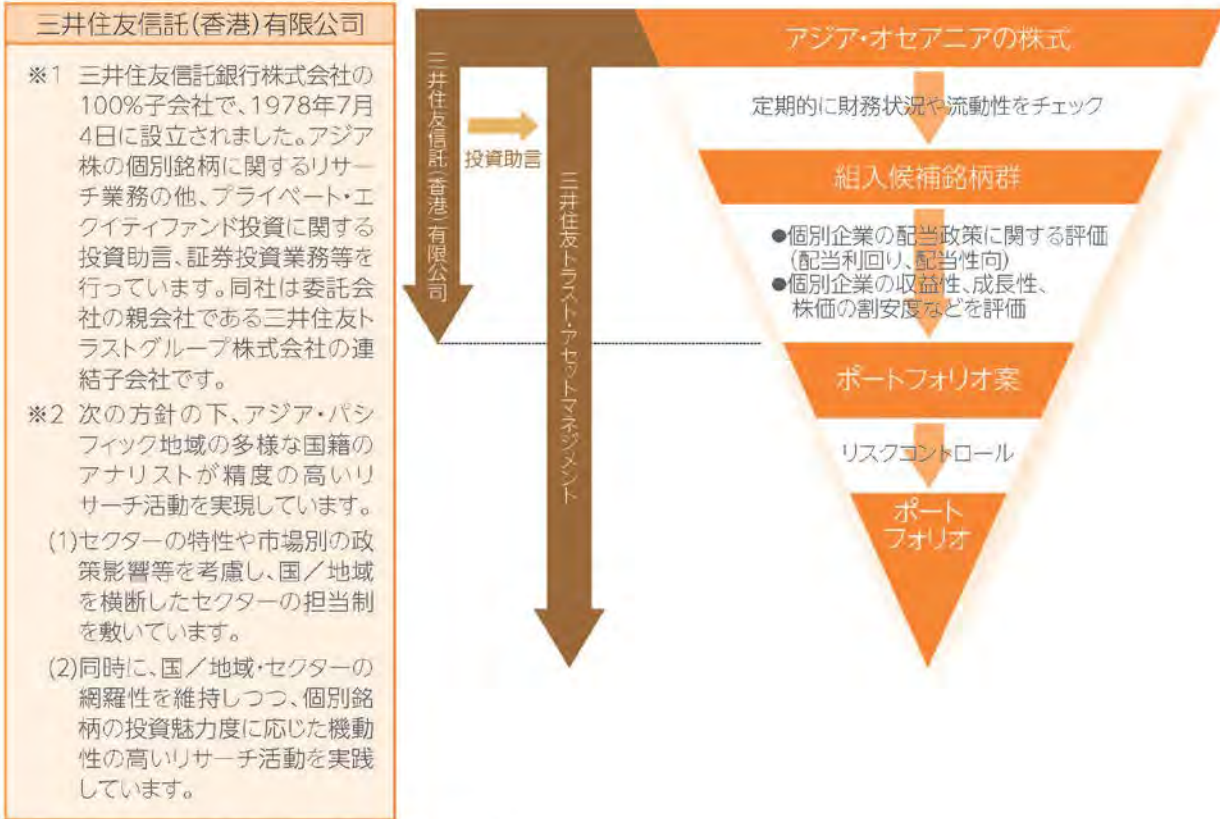 三井住友信託(香港)有限公司
※1 三井住友信託銀行株式会社の
100%子会社で、1978年7月
4日に設立されました。アジア
株の個別銘柄に関するリサー
チ業務の他、プライベート・エ
クイティファンド投資に関する
投資助言、証券投資業務等を
行っています。同社は委託会
社の親会社である三井住友ト
ラストグループ株式会社の連
結子会社です。
※2 次の方針の下、アジア・パシ
フィック地域の多様な国籍の
アナリストが精度の高いリ
サーチ活動を実現しています。
(1)セクターの特性や市場別の政
策影響等を考慮し、国／地域
を横断したセクターの担当制
を敷いています。
(2)同時に、国／地域・セクターの
網羅性を維持しつつ、個別銘
柄の投資魅力度に応じた機動
性の高いリサーチ活動を実践
しています。
三井住友信託(香港)有限公司
投資助言
三井住友トラスト・アセットマネジメント
アジア・オセアニアの株式
定期的に財務状況や流動性をチェック
組入候補銘柄群
●個別企業の配当政策に関する評価
(配当利回り、配当性向)
●個別企業の収益性、成長性、
株価の割安度などを評価
ポートフォリオ案
リスクコントロール
ポート
フォリオ